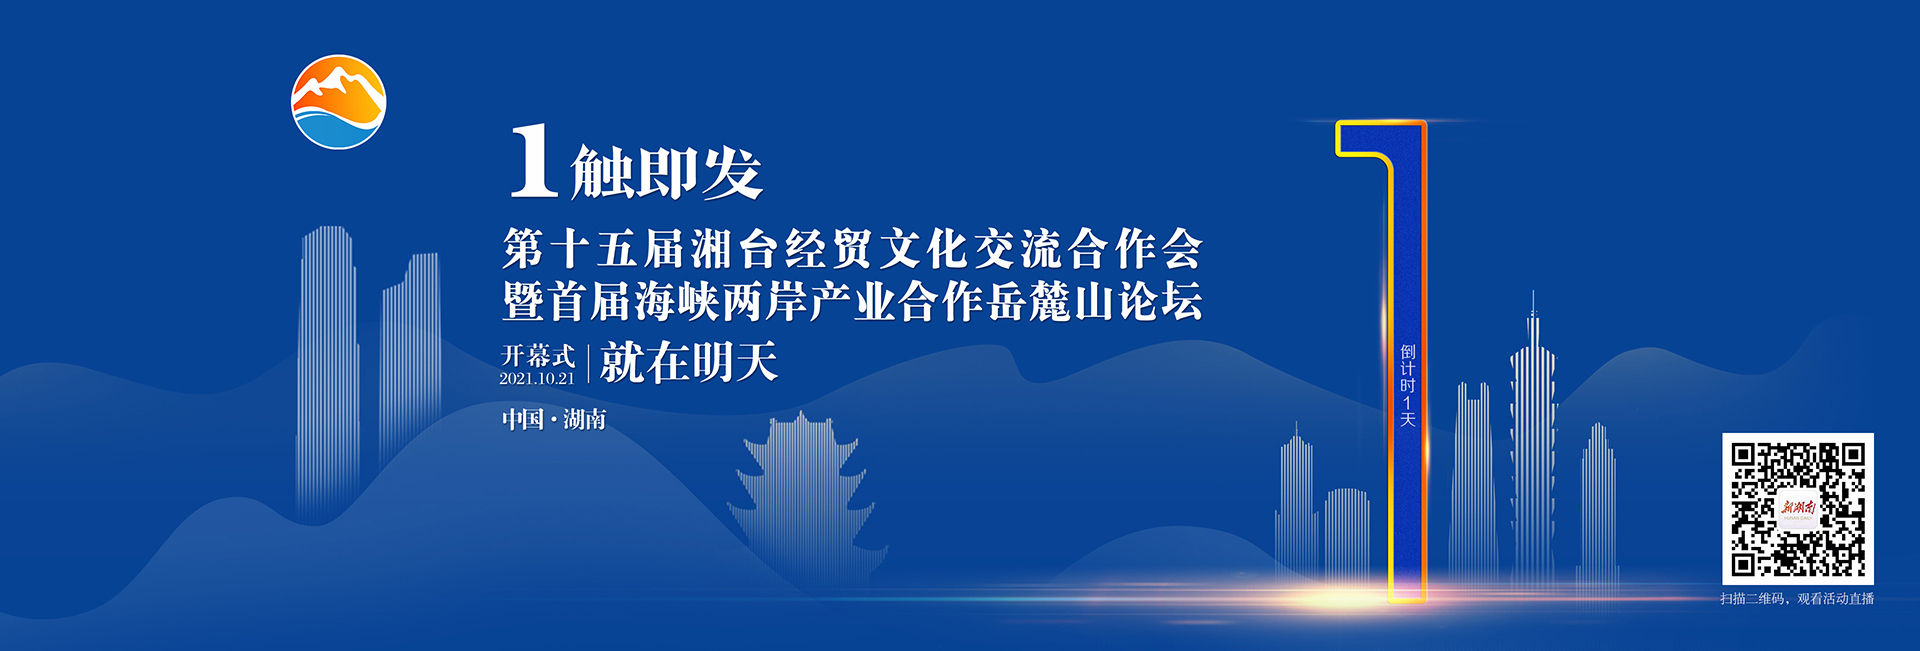 1触即发
第十五届湘台经贸文化交流合作会
暨首届海峡两岸产业合作岳麓山论坛
开幕式
2021.10.21
就在明天
中国·湖南
1
倒计时1天
新湖南
HUNAN DAILY
扫描二维码，观看活动直播